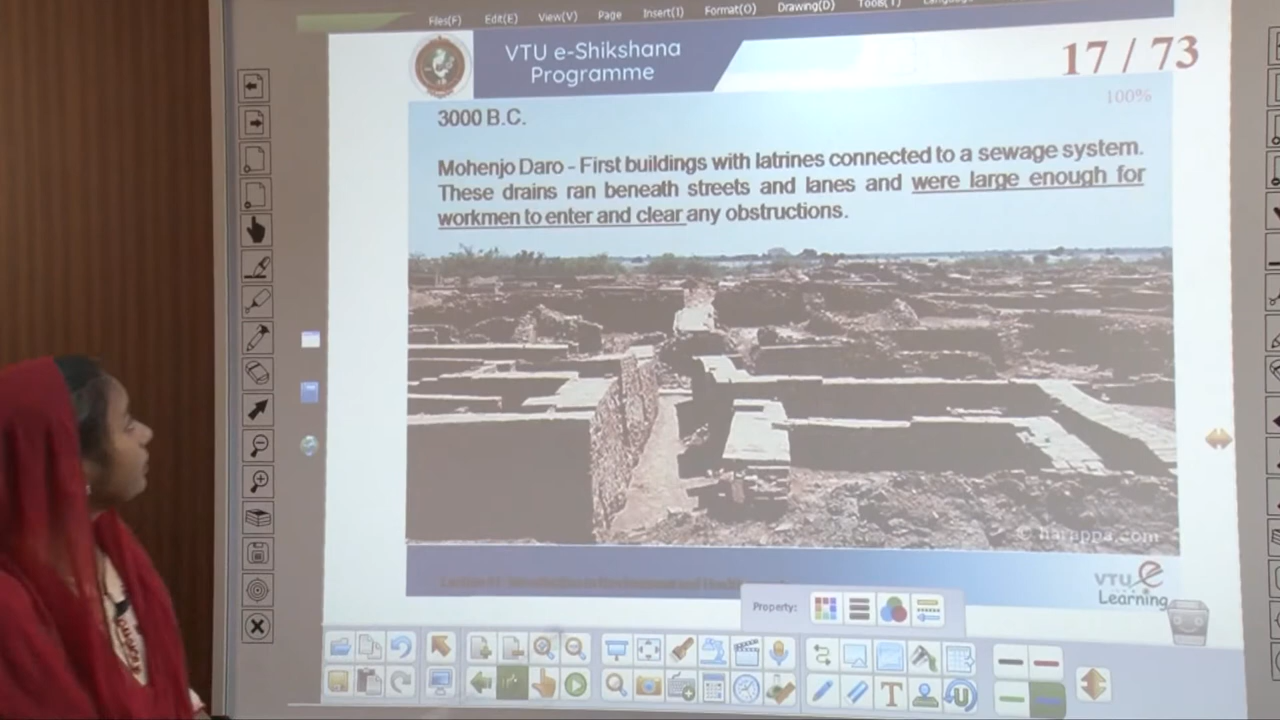 Files(F) Edit(E) View(V) Page Insert(I) Format(O) Drawing(D) Tools(T) Language
VTU e-Shikshana
Programme
17 / 73
100%
3000 B.C.
Mohenjo Daro - First buildings with latrines connected to a sewage system.
These drains ran beneath streets and lanes and were large enough for
workmen to enter and clear any obstructions.
© harappa.com
VTU e
Learning
Property: